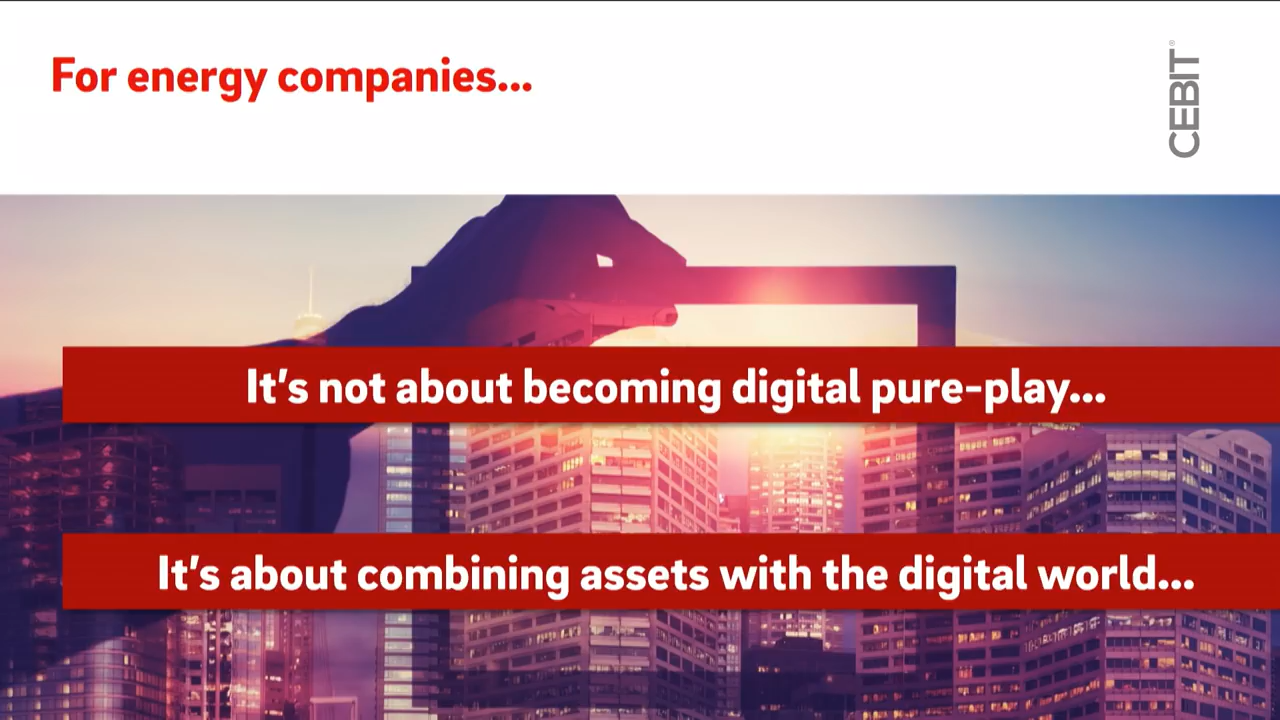 For energy companies...
CEBIT®
It's not about becoming digital pure-play...
It's about combining assets with the digital world...